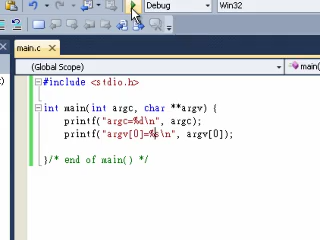 Debug Win32
main.c
(Global Scope) main(
#include <stdio.h>
int main(int argc, char **argv) {
printf("argc=%d\n", argc);
printf("argv[0]=%s\n", argv[0]);
}/* end of main() */